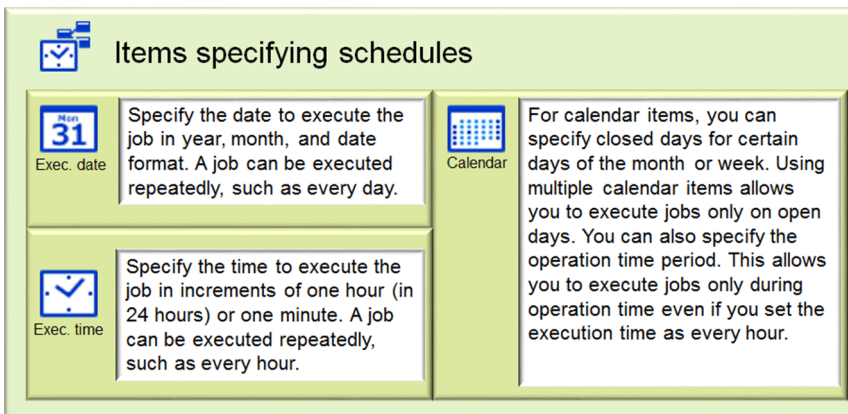 Items specifying schedules
Mon
31
Exec. date
Specify the date to execute the
job in year, month, and date
format. A job can be executed
repeatedly, such as every day.
Exec. time
Specify the time to execute the
job in increments of one hour (in
24 hours) or one minute. A job
can be executed repeatedly,
such as every hour.
Calendar
For calendar items, you can
specify closed days for certain
days of the month or week. Using
multiple calendar items allows
you to execute jobs only on open
days. You can also specify the
operation time period. This allows
you to execute jobs only during
operation time even if you set the
execution time as every hour.